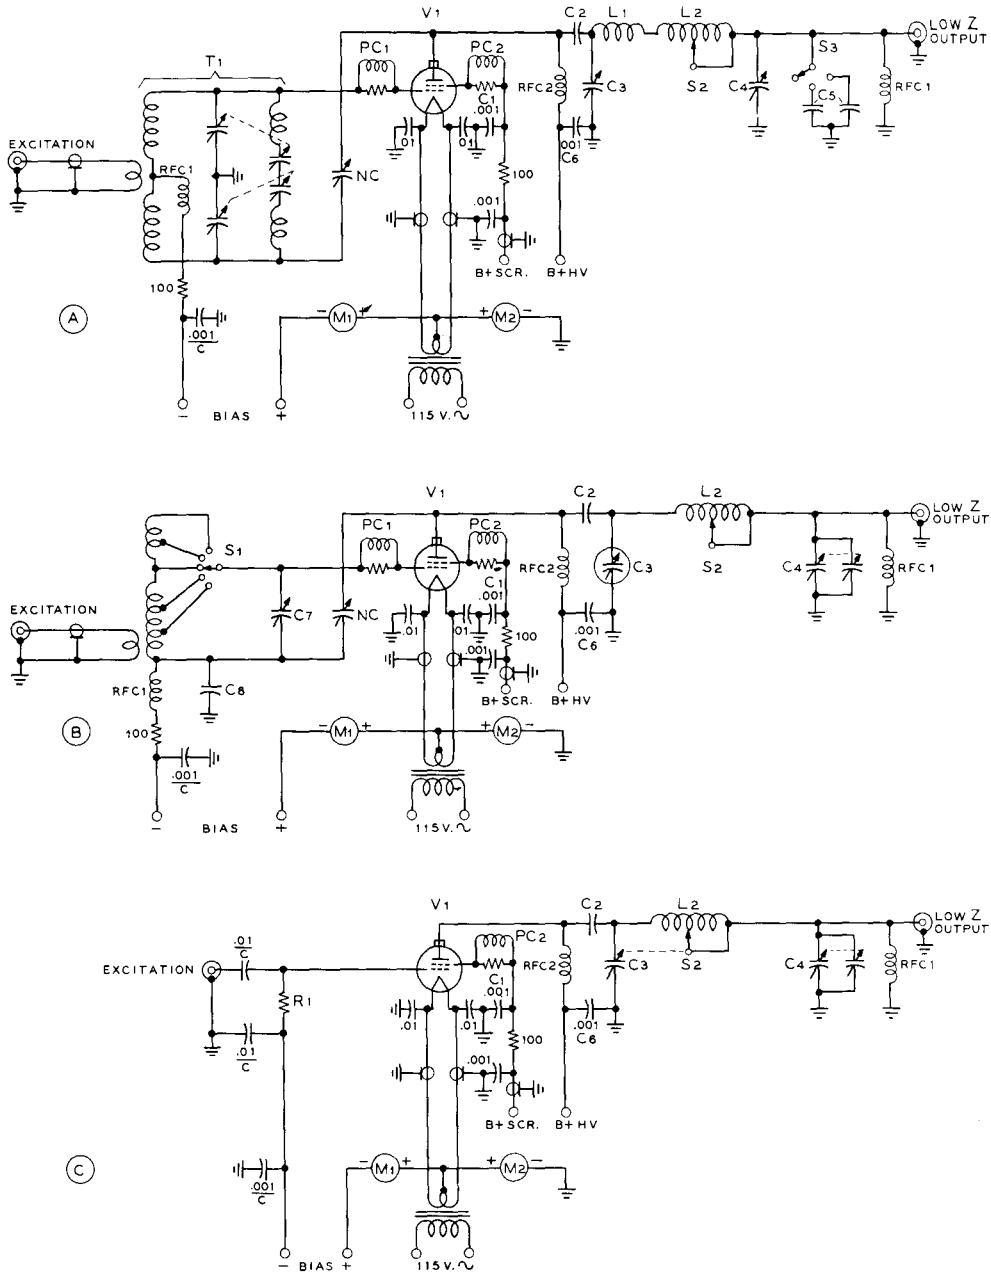 V1
C2
L1
L2
LOW Z
OUTPUT
T1
PC1
PC2
S3
C1
.001
RFC2
C3
S2
C4
C5
RFC1
EXCITATION
RFC1
.01
.01
.001
C6
NC
100
.001
100
B+SCR.
B+HV
A
.001
C
- M1 +
+ M2 -
- BIAS +
115 V. ~
V1
C2
L2
LOW Z
OUTPUT
S1
PC1
PC2
RFC2
C3
S2
C4
RFC1
C1
.001
EXCITATION
C7
NC
.01
.01
.001
C6
100
.001
RFC1
C8
B+SCR.
B+HV
B
100
- M1 +
+ M2 -
.001
C
- BIAS +
115 V. ~
V1
C2
L2
LOW Z
OUTPUT
PC2
.01
C
RFC2
C3
S2
C4
RFC1
EXCITATION
C1
.001
R1
.01
.01
.001
C6
100
.01
C
.001
B+SCR.
B+HV
C
- M1 +
+ M2 -
.001
C
- BIAS +
115 V. ~